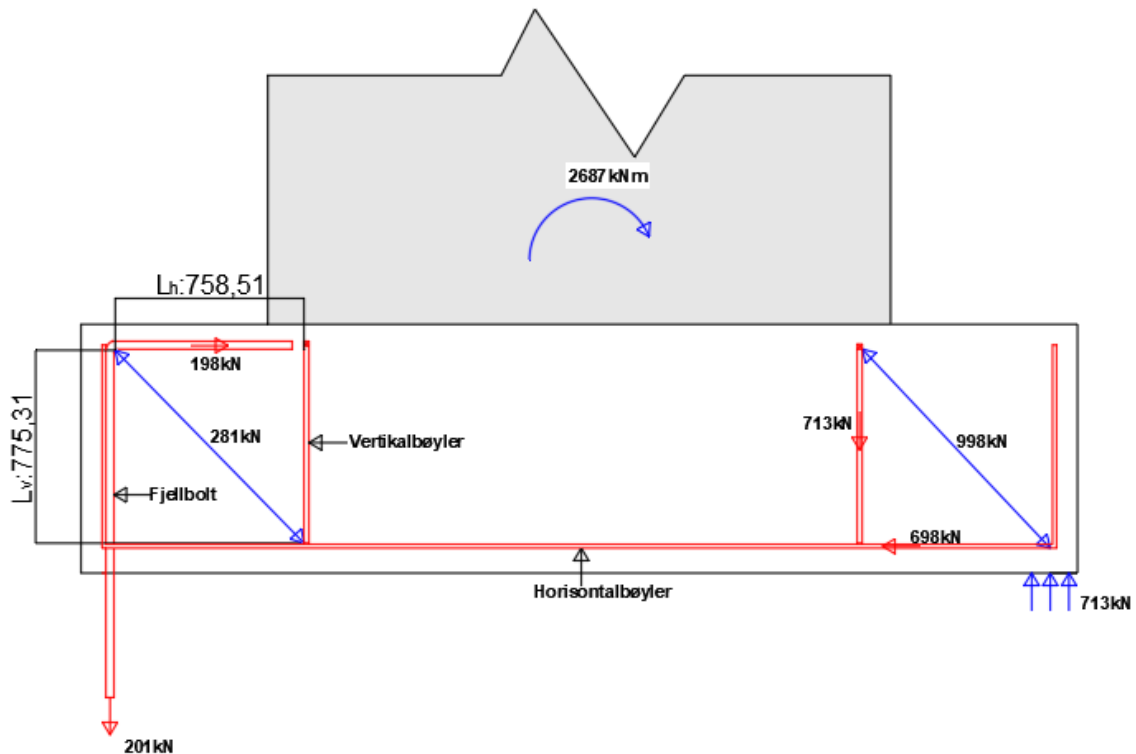 2687kNm
Lh:758,51
198kN
Lv:775,31
281kN
Vertikalbøyler
Fjellbolt
713kN
998kN
698kN
Horisontalbøyler
713kN
201kN